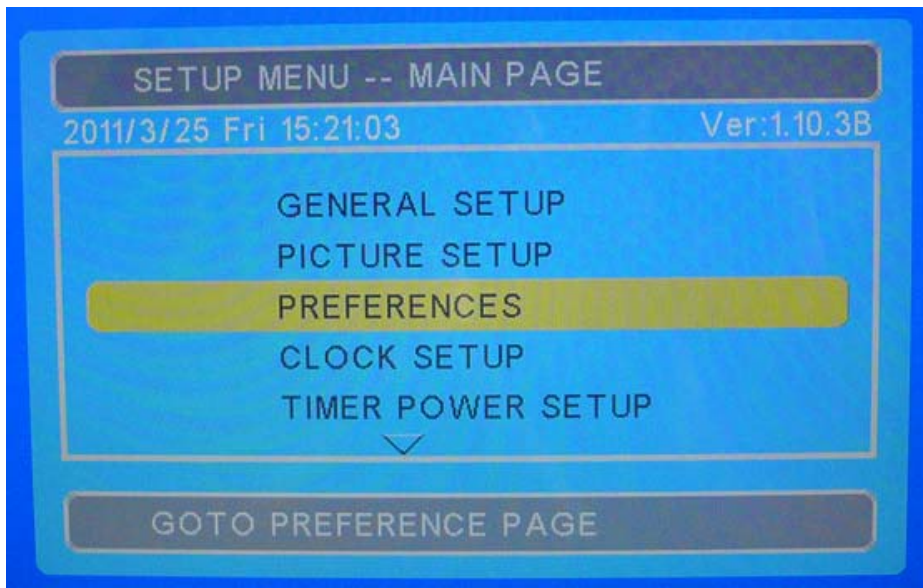 SETUP MENU -- MAIN PAGE
2011/3/25 Fri 15:21:03 Ver:1.10.3B
GENERAL SETUP
PICTURE SETUP
PREFERENCES
CLOCK SETUP
TIMER POWER SETUP
GOTO PREFERENCE PAGE